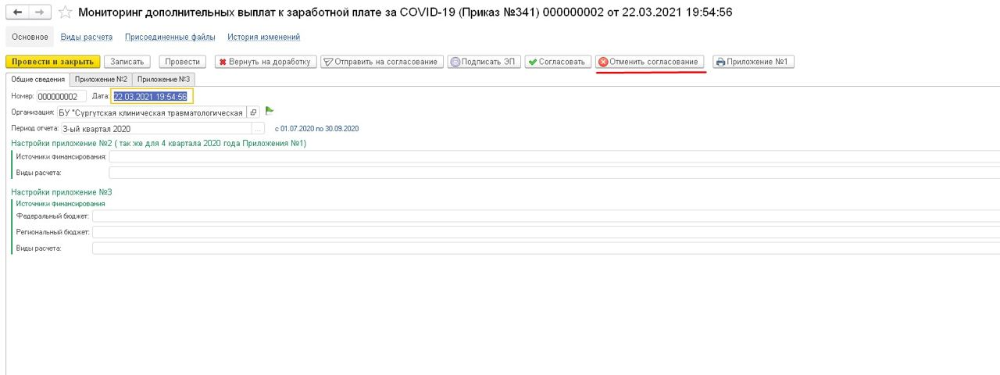 Мониторинг дополнительных выплат к заработной плате за COVID-19 (Приказ №341) 000000002 от 22.03.2021 19:54:56
Основное Виды расчета Присоединенные файлы История изменений
Провести и закрыть Записать Провести Вернуть на доработку Отправить на согласование Подписать ЭП Согласовать Отменить согласование Приложение №1
Общие сведения Приложение №2 Приложение №3
Номер: 000000002 Дата: 22.03.2021 19:54:56
Организация: БУ "Сургутская клиническая травматологическая
Период отчета: 3-ый квартал 2020 ... с 01.07.2020 по 30.09.2020
Настройки приложение №2 ( так же для 4 квартала 2020 года Приложения №1)
Источники финансирования:
Виды расчета:
Настройки приложение №3
Источники финансирования
Федеральный бюджет:
Региональный бюджет:
Виды расчета: